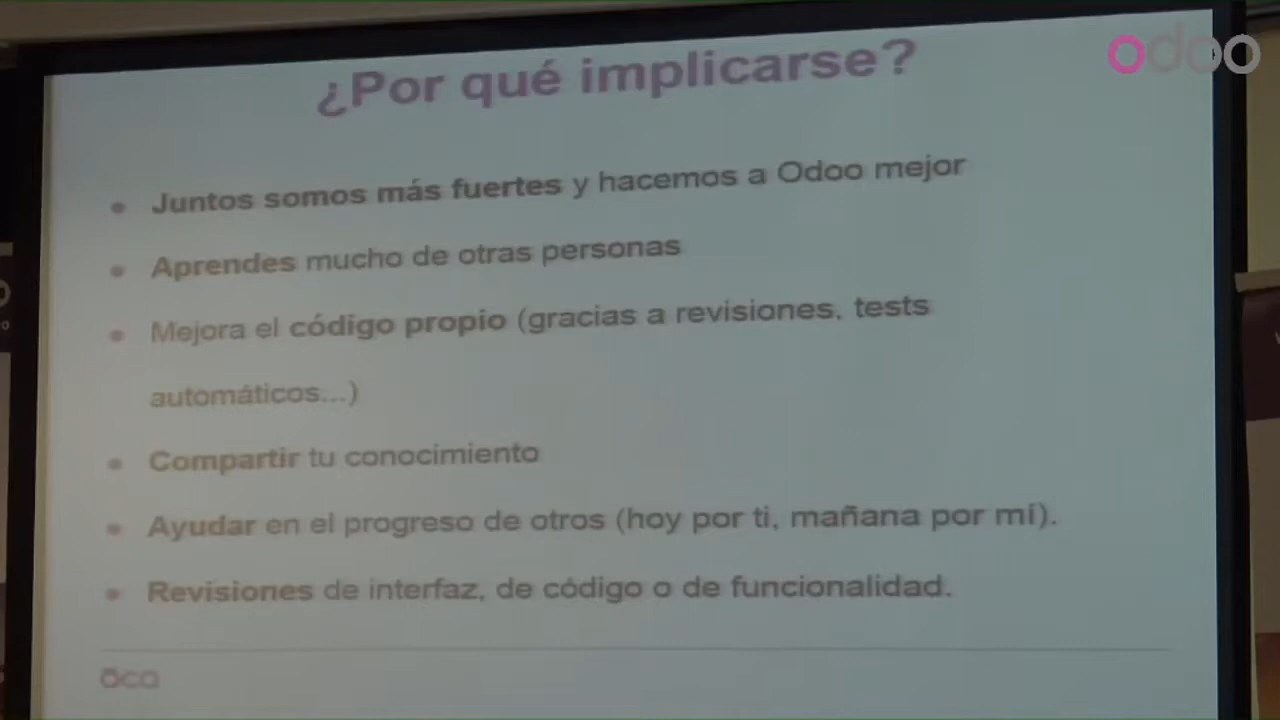 odoo
¿Por qué implicarse?
Juntos somos más fuertes y hacemos a Odoo mejor
Aprendes mucho de otras personas
Mejora el código propio (gracias a revisiones, tests
automáticos...)
Compartir tu conocimiento
Ayudar en el progreso de otros (hoy por ti, mañana por mí).
Revisiones de interfaz, de código o de funcionalidad.
oca